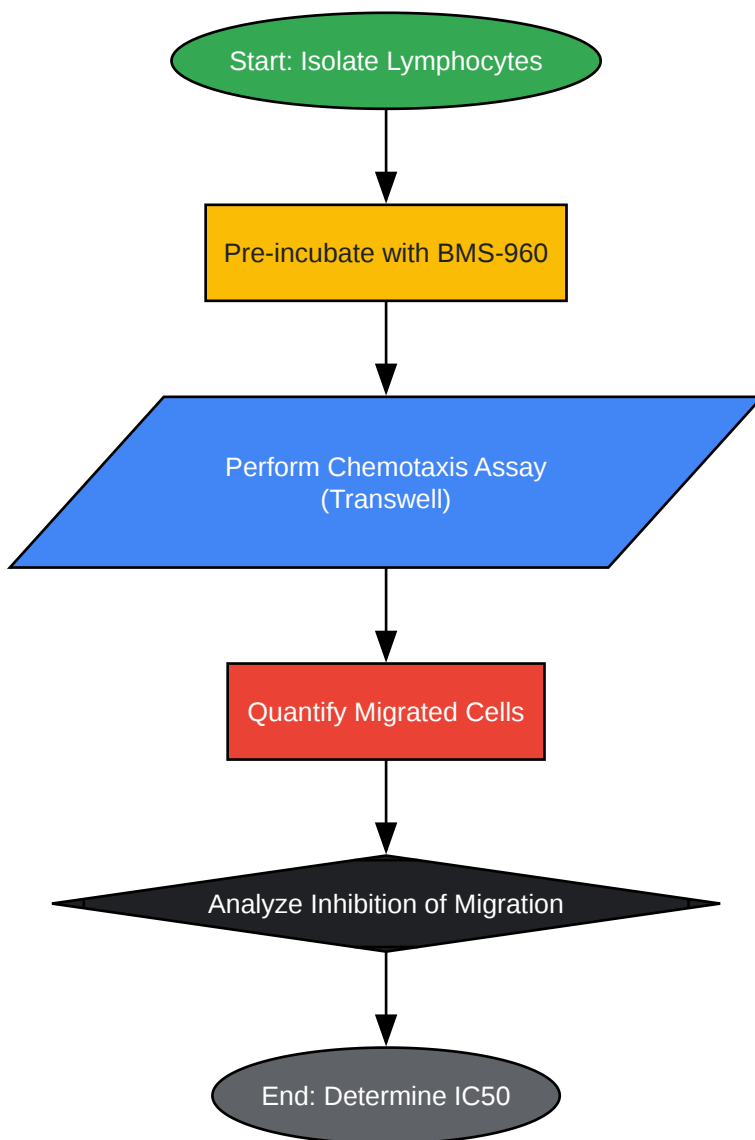 Start: Isolate Lymphocytes
Pre-incubate with BMS-960
Perform Chemotaxis Assay
(Transwell)
Quantify Migrated Cells
Analyze Inhibition of Migration
End: Determine IC50